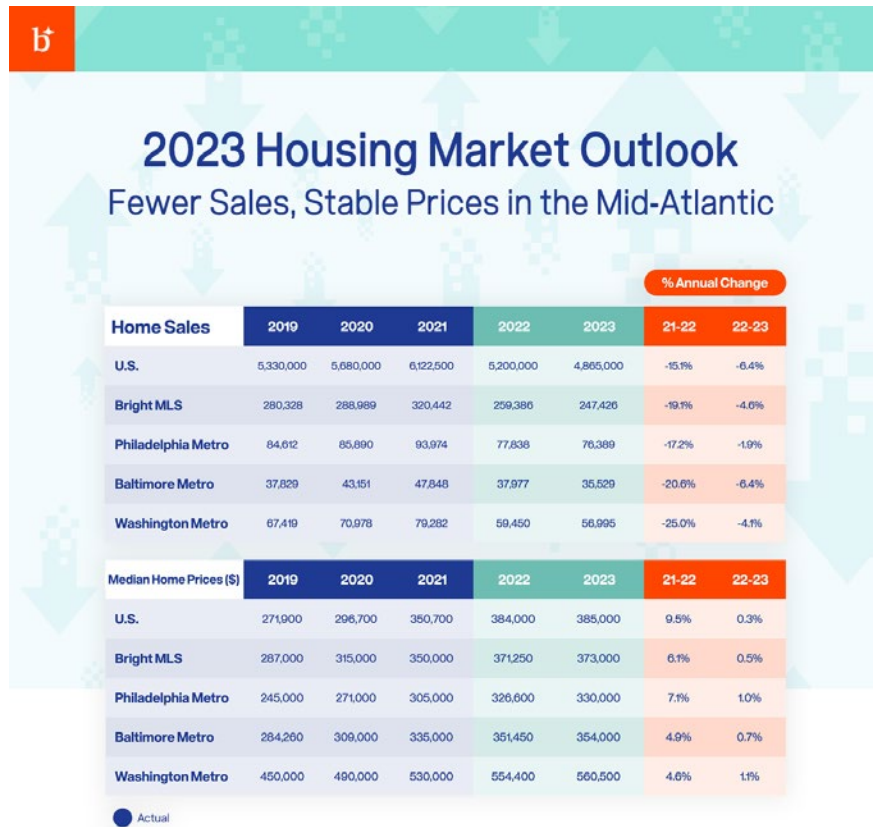 b
2023 Housing Market Outlook
Fewer Sales, Stable Prices in the Mid-Atlantic
% Annual Change
Home Sales 2019 2020 2021 2022 2023 21-22 22-23
U.S. 5,330,000 5,680,000 6,122,500 5,200,000 4,865,000 -15.1% -6.4%
Bright MLS 280,328 288,989 320,442 259,386 247,426 -19.1% -4.6%
Philadelphia Metro 84,612 85,890 93,974 77,838 76,389 -17.2% -1.9%
Baltimore Metro 37,829 43,151 47,848 37,977 35,529 -20.6% -6.4%
Washington Metro 67,419 70,978 79,282 59,450 56,995 -25.0% -4.1%
Median Home Prices ($) 2019 2020 2021 2022 2023 21-22 22-23
U.S. 271,900 296,700 350,700 384,000 385,000 9.5% 0.3%
Bright MLS 287,000 315,000 350,000 371,250 373,000 6.1% 0.5%
Philadelphia Metro 245,000 271,000 305,000 326,600 330,000 7.1% 1.0%
Baltimore Metro 284,260 309,000 335,000 351,450 354,000 4.9% 0.7%
Washington Metro 450,000 490,000 530,000 554,400 560,500 4.6% 1.1%
Actual